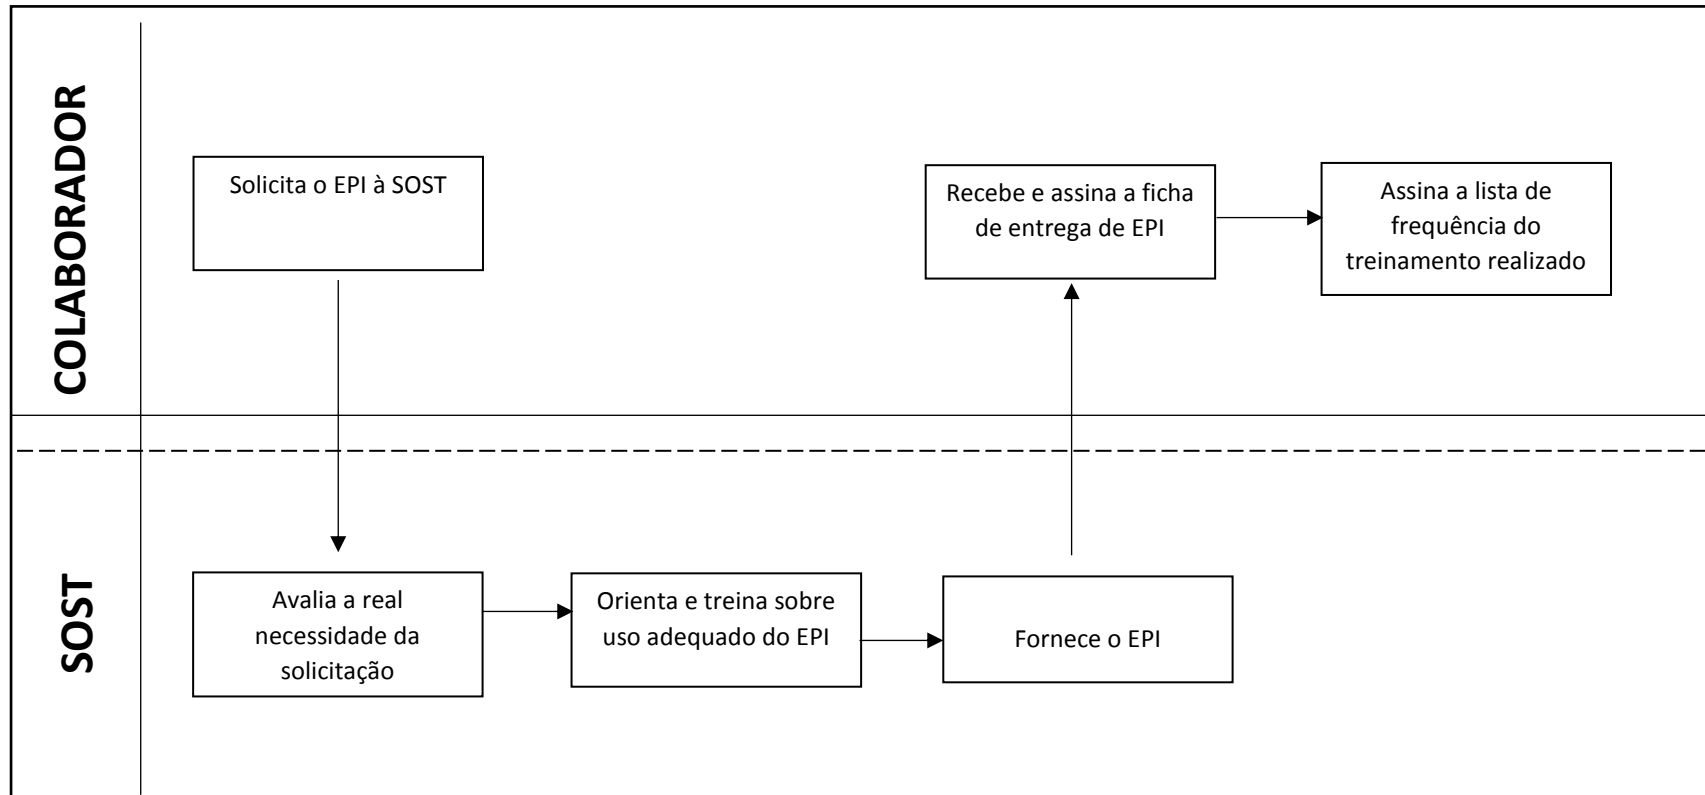 COLABORADOR
Solicita o EPI à SOST
Recebe e assina a ficha
de entrega de EPI
Assina a lista de
frequência do
treinamento realizado
SOST
Avalia a real
necessidade da
solicitação
Orienta e treina sobre
uso adequado do EPI
Fornece o EPI